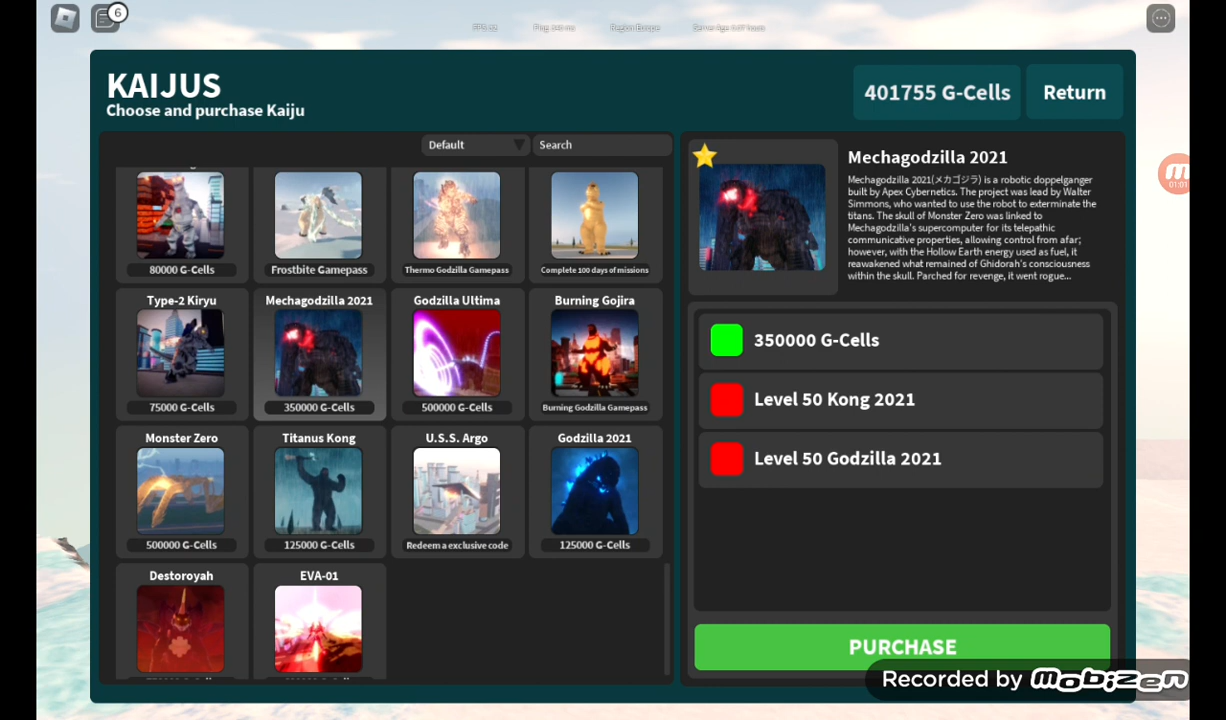 6
KAIJUS
Choose and purchase Kaiju
401755 G-Cells
Return
Default
Search
80000 G-Cells
Frostbite Gamepass
Thermo Godzilla Gamepass
Complete 100 days of missions
Type-2 Kiryu
Mechagodzilla 2021
Godzilla Ultima
Burning Gojira
75000 G-Cells
350000 G-Cells
500000 G-Cells
Burning Godzilla Gamepass
Monster Zero
Titanus Kong
U.S.S. Argo
Godzilla 2021
500000 G-Cells
125000 G-Cells
Redeem a exclusive code
125000 G-Cells
Destoroyah
EVA-01
Mechagodzilla 2021
Mechagodzilla 2021(メカゴジラ) is a robotic doppelganger
built by Apex Cybernetics. The project was lead by Walter
Simmons, who wanted to use the robot to exterminate the
titans. The skull of Monster Zero was linked to
Mechagodzilla's supercomputer for its telepathic
communicative properties, allowing control from afar;
however, with the Hollow Earth energy used as fuel, it
reawakened what remained of Ghidorah's consciousness
within the skull. Parched for revenge, it went rogue...
350000 G-Cells
Level 50 Kong 2021
Level 50 Godzilla 2021
PURCHASE
01:01
Recorded by mobizen